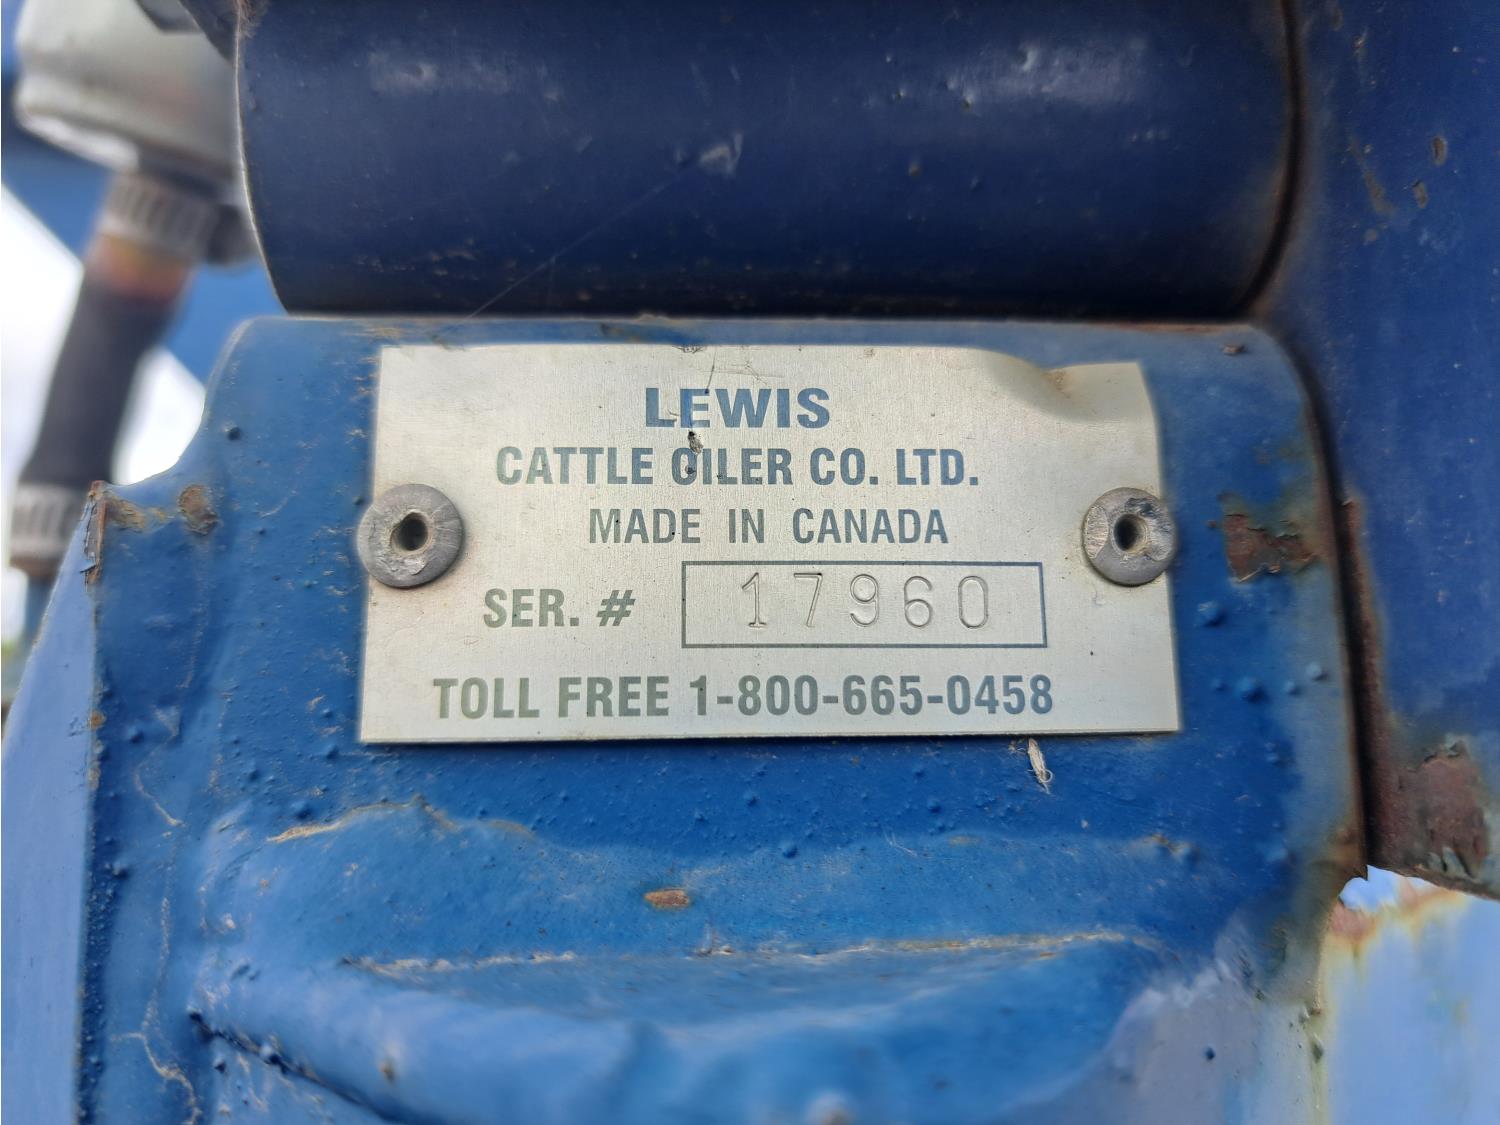 LEWIS
CATTLE OILER CO. LTD.
MADE IN CANADA
SER. # 17960
TOLL FREE 1-800-665-0458